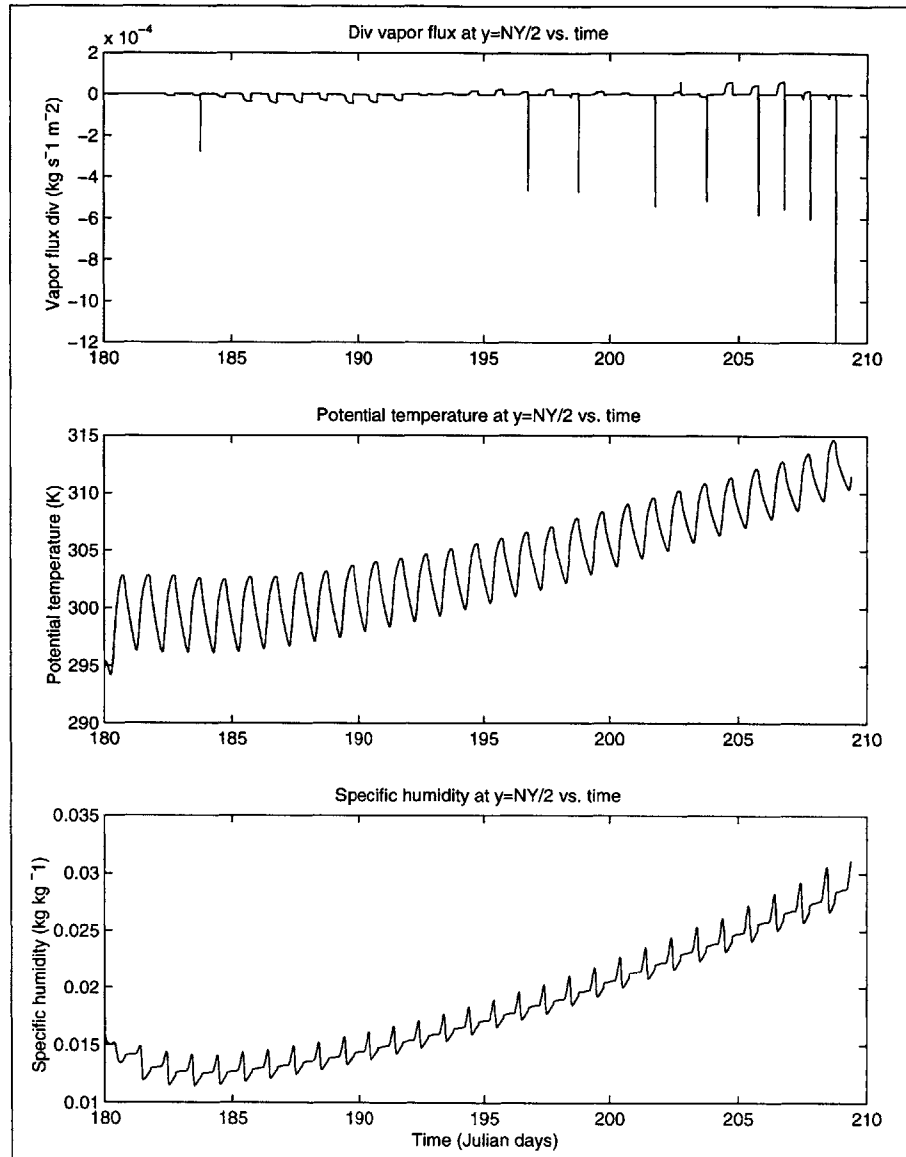 Div vapor flux at y=NY/2 vs. time
x 10⁻⁴
2
0
−2
−4
−6
−8
−10
−12
Vapor flux div (kg s⁻1 m⁻2)
180 185 190 195 200 205 210
Potential temperature at y=NY/2 vs. time
315
310
305
300
295
290
Potential temperature (K)
180 185 190 195 200 205 210
Specific humidity at y=NY/2 vs. time
0.035
0.03
0.025
0.02
0.015
0.01
Specific humidity (kg kg⁻1)
180 185 190 195 200 205 210
Time (Julian days)